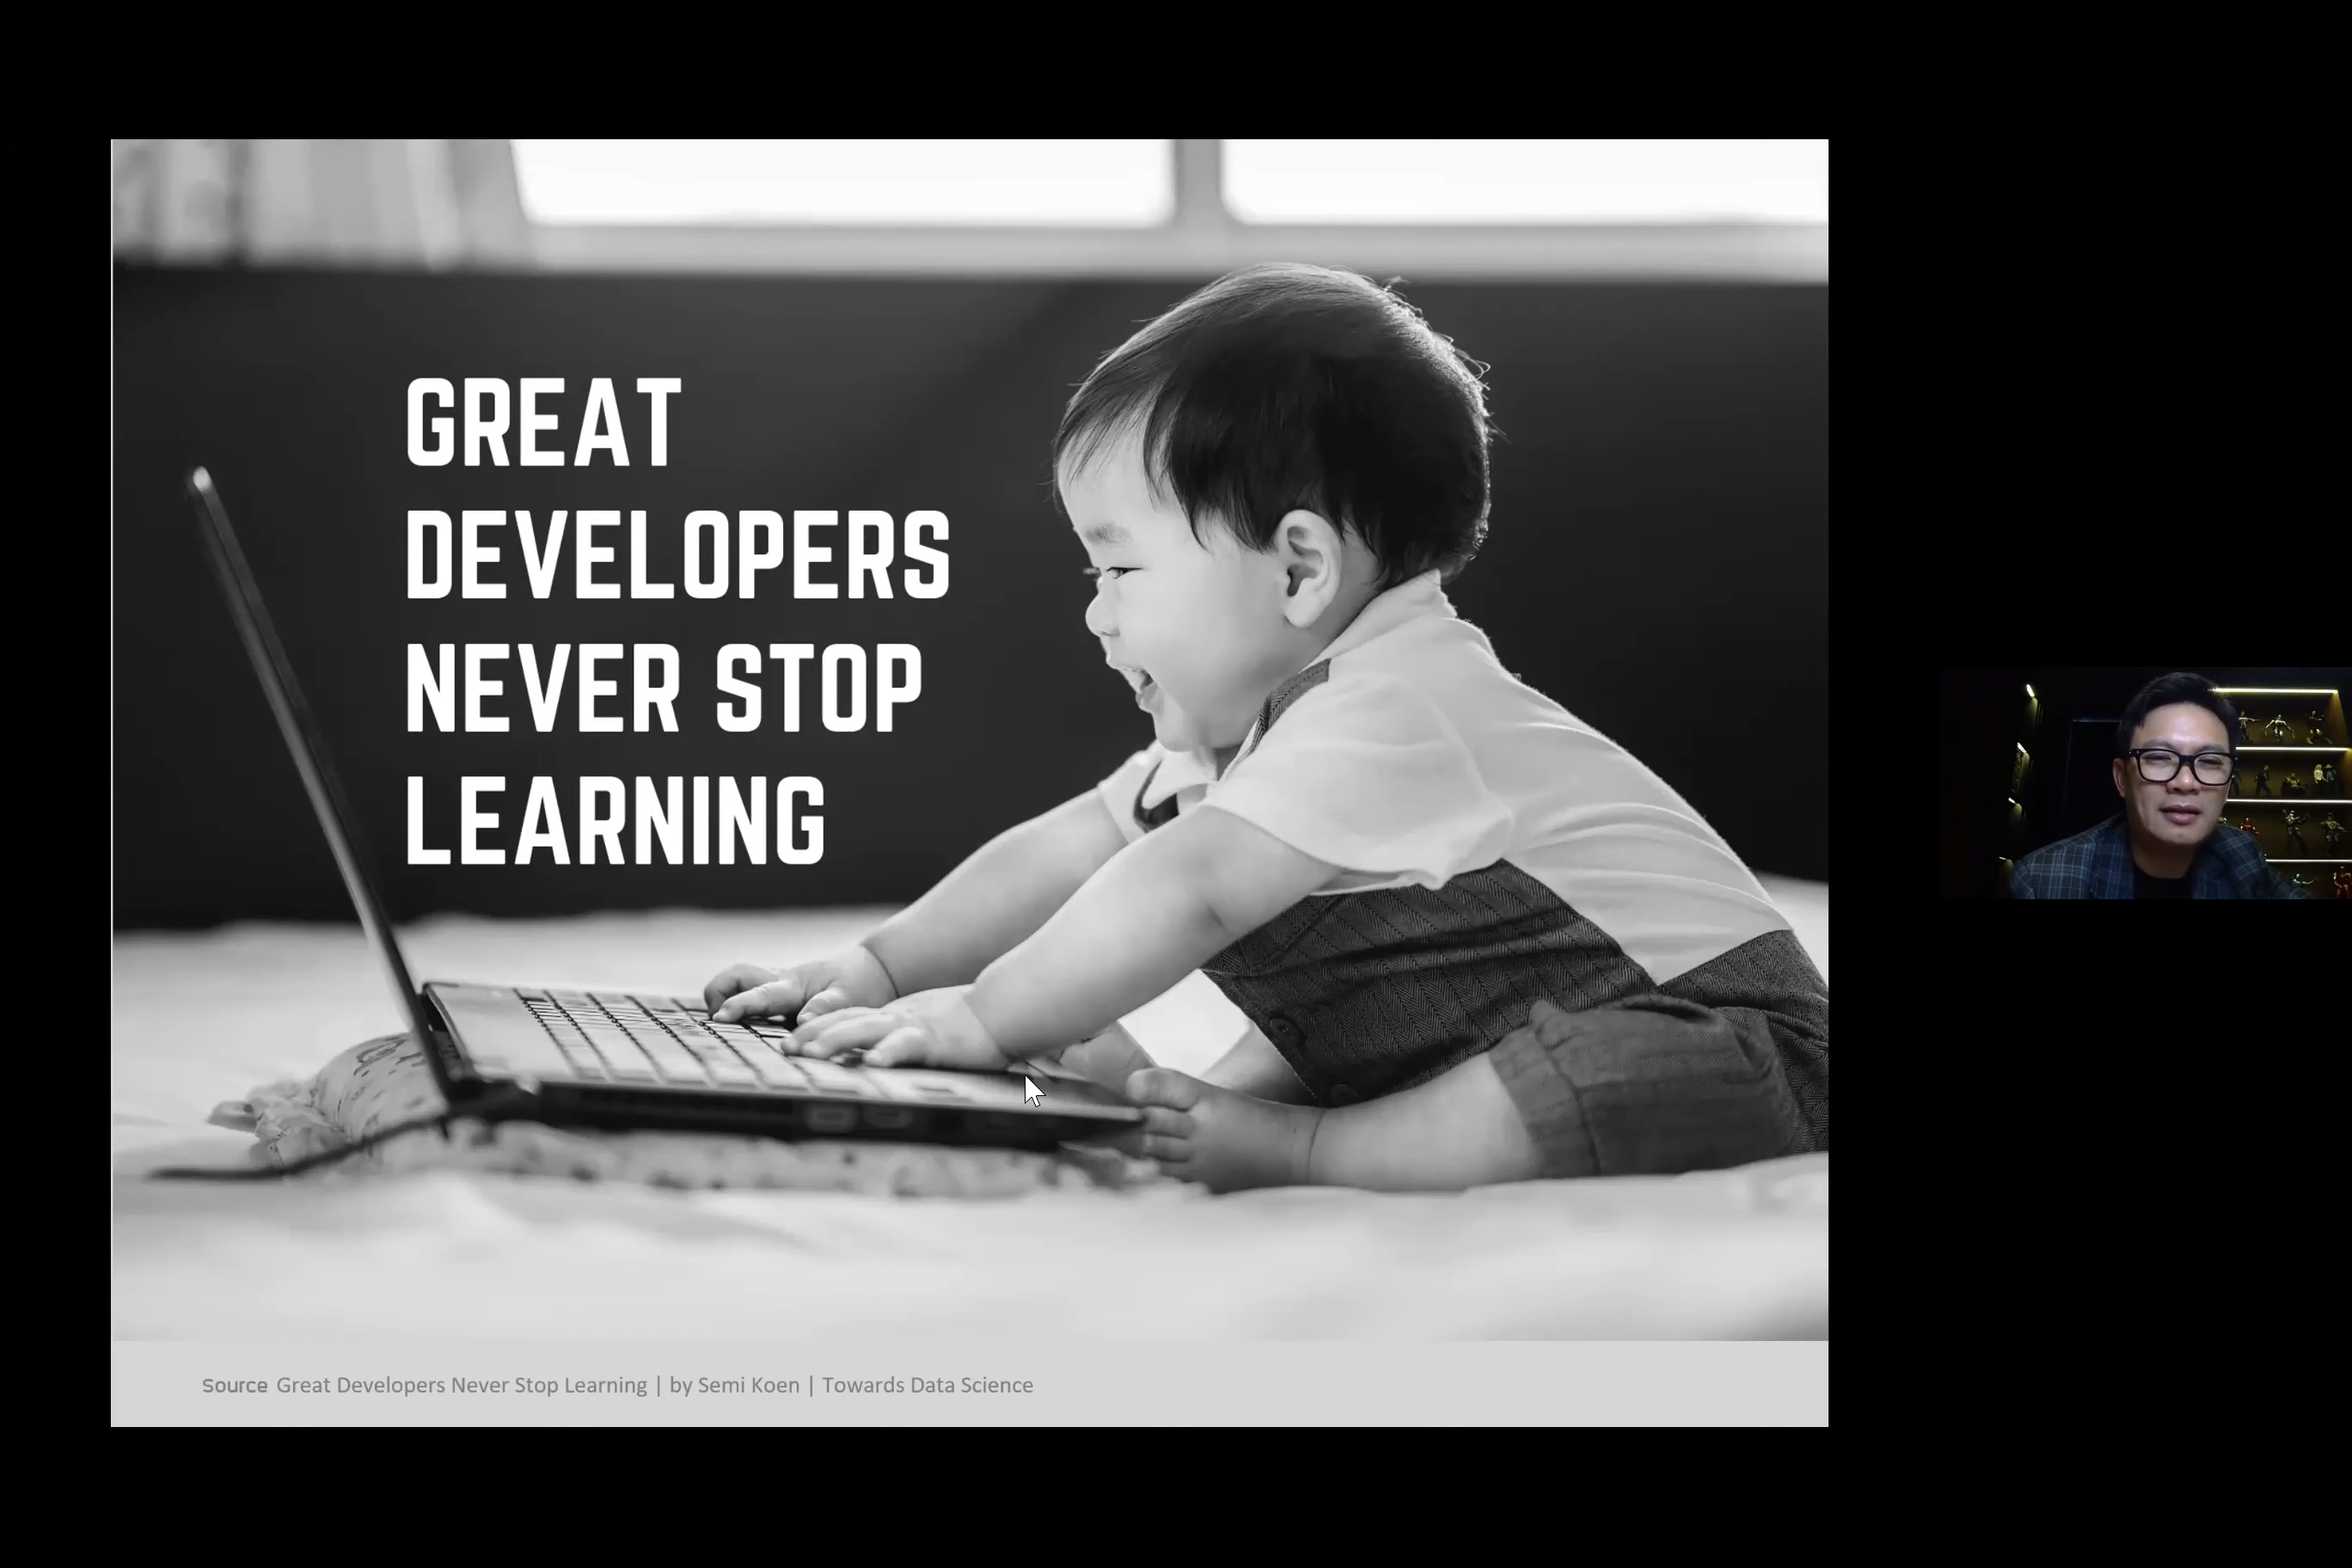 GREAT
DEVELOPERS
NEVER STOP
LEARNING
Source Great Developers Never Stop Learning | by Semi Koen | Towards Data Science